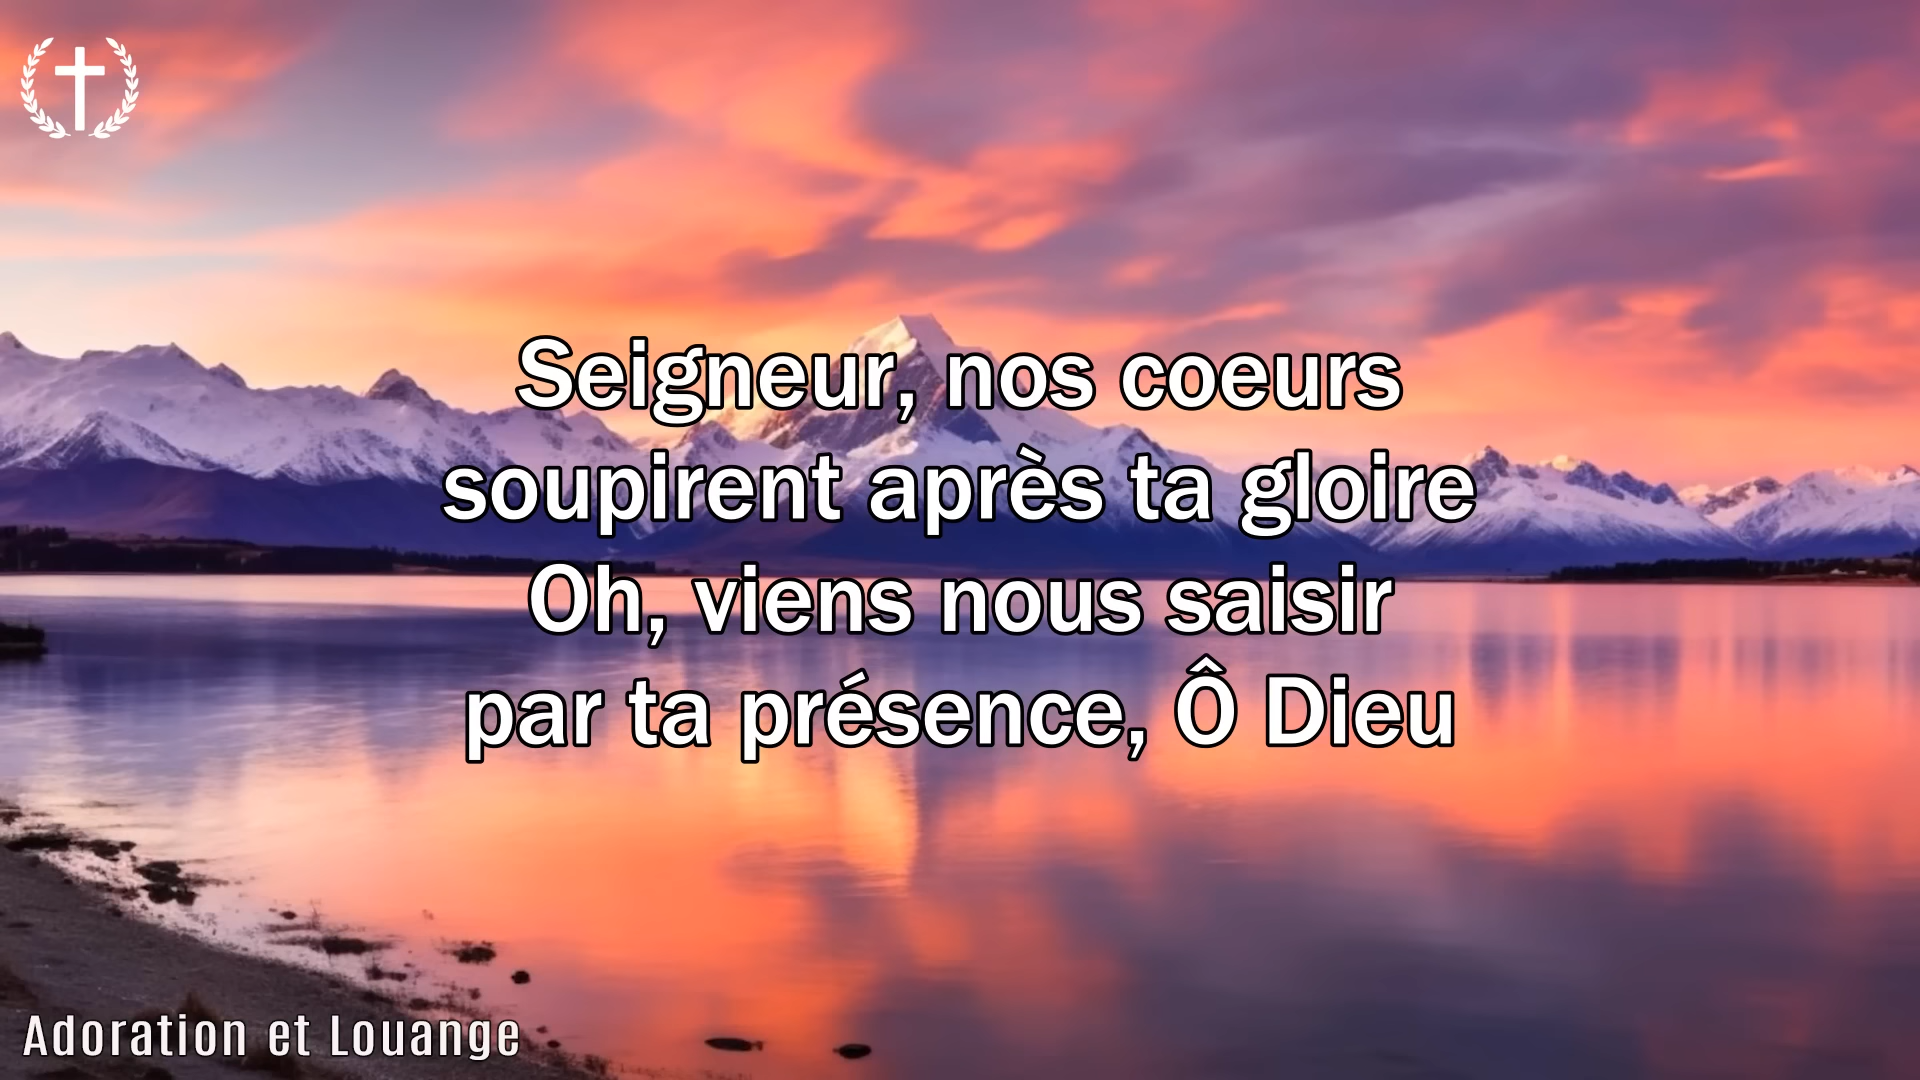 Seigneur, nos coeurs
soupirent après ta gloire
Oh, viens nous saisir
par ta présence, Ô Dieu
Adoration et Louange